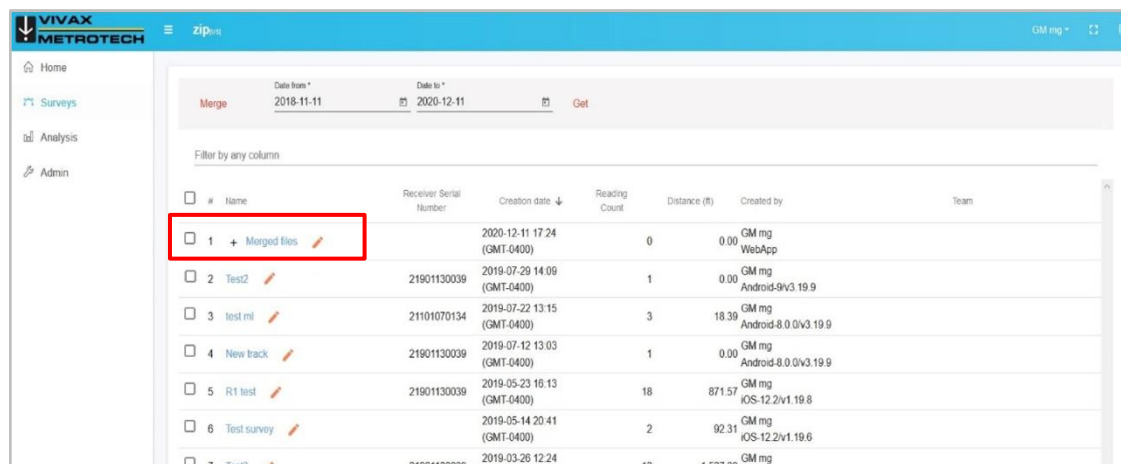 VIVAX
METROTECH
zip
GM mg
Home
Surveys
Analysis
Admin
Merge
Date from *
2018-11-11
Date to *
2020-12-11
Get
Filter by any column
# Name Receiver Serial Number Creation date ↓ Reading Count Distance (ft) Created by Team
1 + Merged files 2020-12-11 17:24 (GMT-0400) 0 0.00 GM mg WebApp
2 Test2 21901130039 2019-07-29 14:09 (GMT-0400) 1 0.00 GM mg Android-9/v3.19.9
3 test ml 21101070134 2019-07-22 13:15 (GMT-0400) 3 18.39 GM mg Android-8.0.0/v3.19.9
4 New track 21901130039 2019-07-12 13:03 (GMT-0400) 1 0.00 GM mg Android-8.0.0/v3.19.9
5 R1 test 21901130039 2019-05-23 16:13 (GMT-0400) 18 871.57 GM mg iOS-12.2/v1.19.8
6 Test survey 2019-05-14 20:41 (GMT-0400) 2 92.31 GM mg iOS-12.2/v1.19.6
2019-03-26 12:24 GM mg